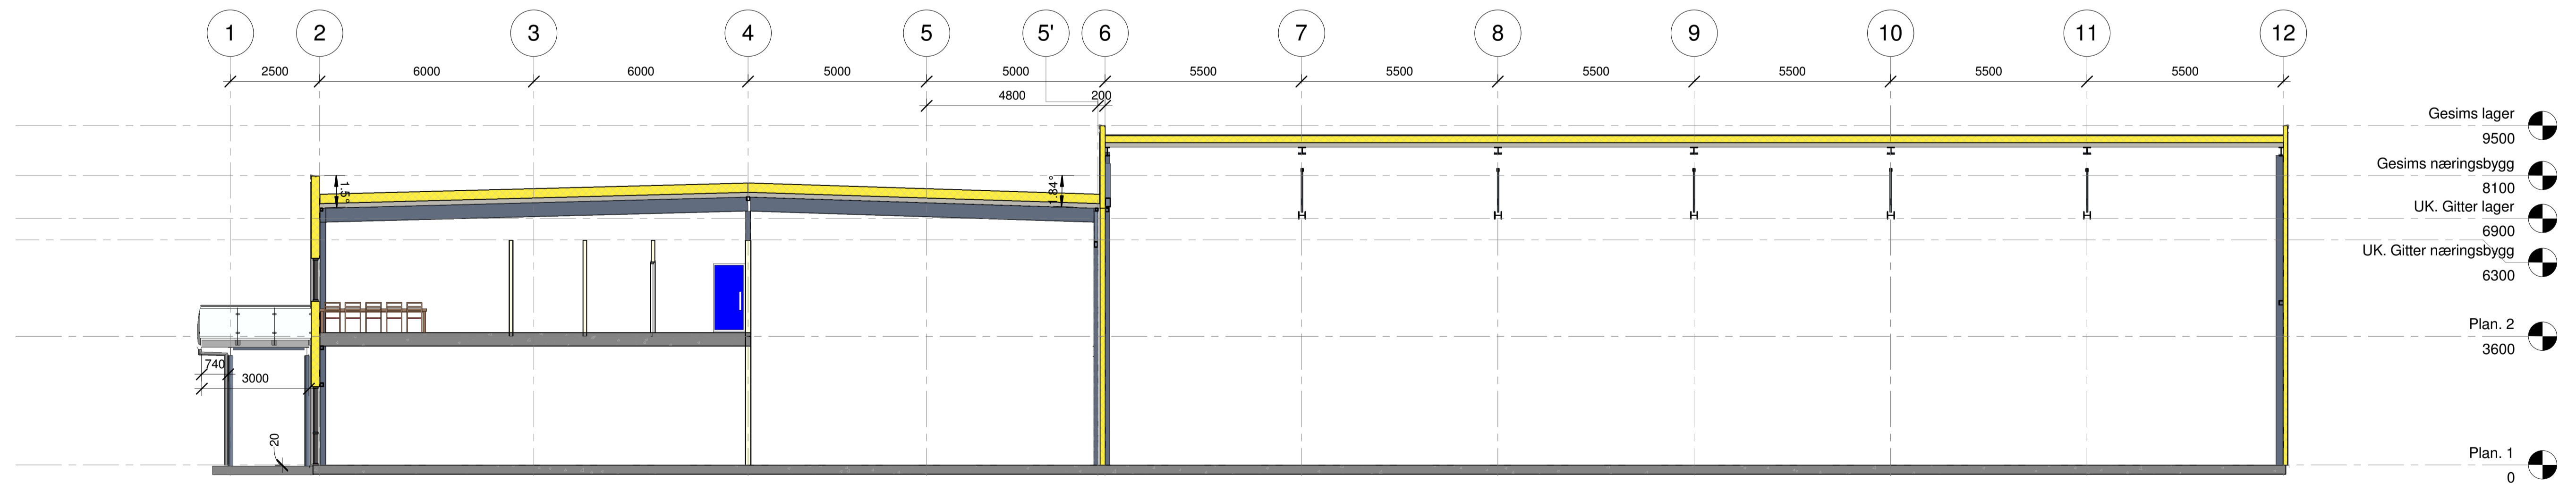 1 2 3 4 5 5' 6 7 8 9 10 11 12
2500 6000 6000 5000 5000 5500 5500 5500 5500 5500 5500
4800 200
Gesims lager
9500
Gesims næringsbygg
8100
1.5°
1.84°
UK. Gitter lager
6900
UK. Gitter næringsbygg
6300
Plan. 2
3600
740
3000
20
Plan. 1
0